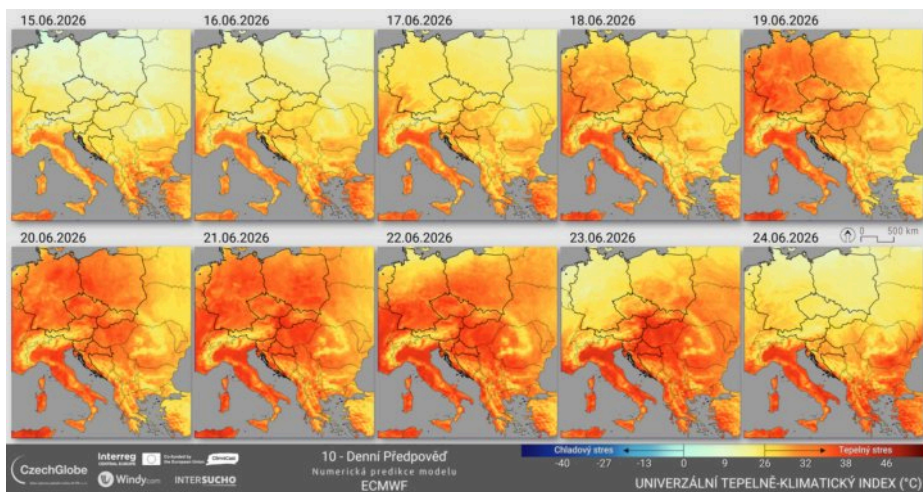 15.06.2026 16.06.2026 17.06.2026 18.06.2026 19.06.2026
0 500 km
20.06.2026 21.06.2026 22.06.2026 23.06.2026 24.06.2026
CzechGlobe
Interreg
CENTRAL EUROPE
Co-funded by
the European Union
Clim4Cast
Windy.com
INTERSUCHO
10 - Denní Předpověď
Numerická predikce modelu
ECMWF
Chladový stres Tepelný stres
-40 -27 -13 0 9 26 32 38 46
UNIVERZÁLNÍ TEPELNĚ-KLIMATICKÝ INDEX (°C)